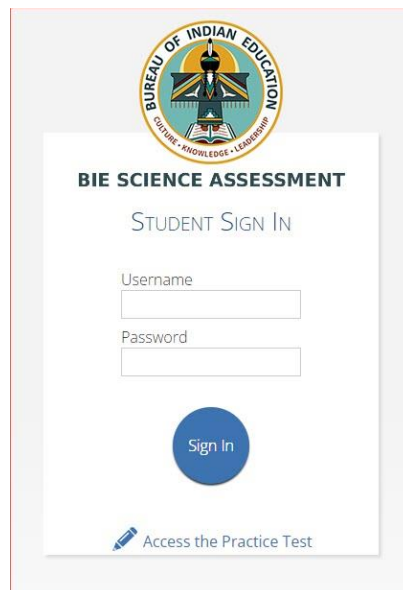 BUREAU OF INDIAN EDUCATION
CULTURE • KNOWLEDGE • LEADERSHIP
BIE SCIENCE ASSESSMENT
STUDENT SIGN IN
Username
Password
Sign In
Access the Practice Test